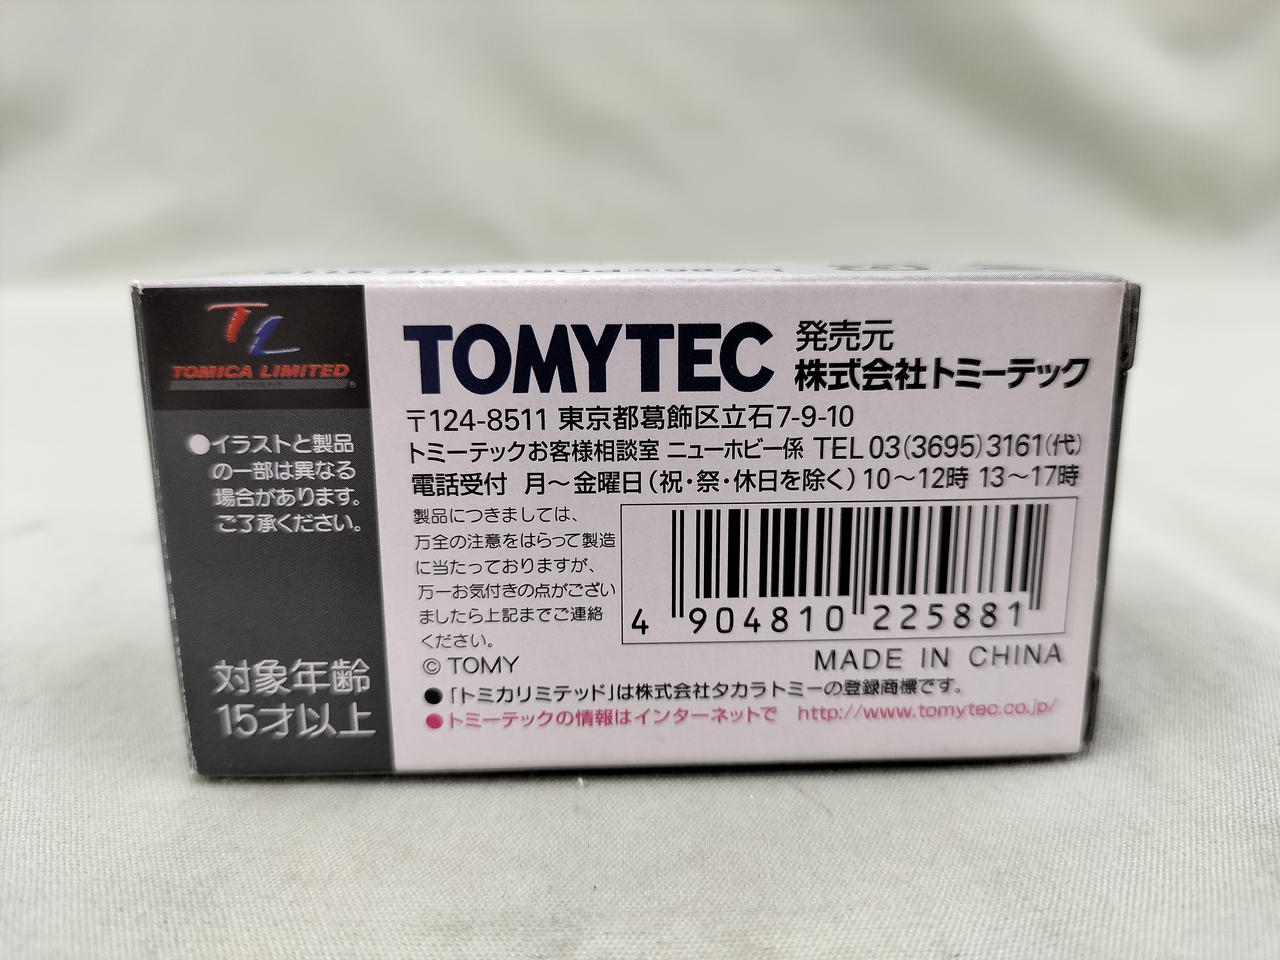 TL
TOMICA LIMITED
®
●イラストと製品
の一部は異なる
場合があります。
ご了承ください。
対象年齢
15才以上
TOMYTEC
発売元
株式会社トミーテック
〒124-8511 東京都葛飾区立石7-9-10
トミーテックお客様相談室 ニューホビー係 TEL 03(3695)3161(代)
電話受付 月〜金曜日(祝・祭・休日を除く) 10〜12時 13〜17時
製品につきましては、
万全の注意をはらって製造
に当たっておりますが、
万一お気付きの点がござい
ましたら上記までご連絡
ください。
4 904810 225881
© TOMY
MADE IN CHINA
●「トミカリミテッド」は株式会社タカラトミーの登録商標です。
●トミーテックの情報はインターネットで http://www.tomytec.co.jp/